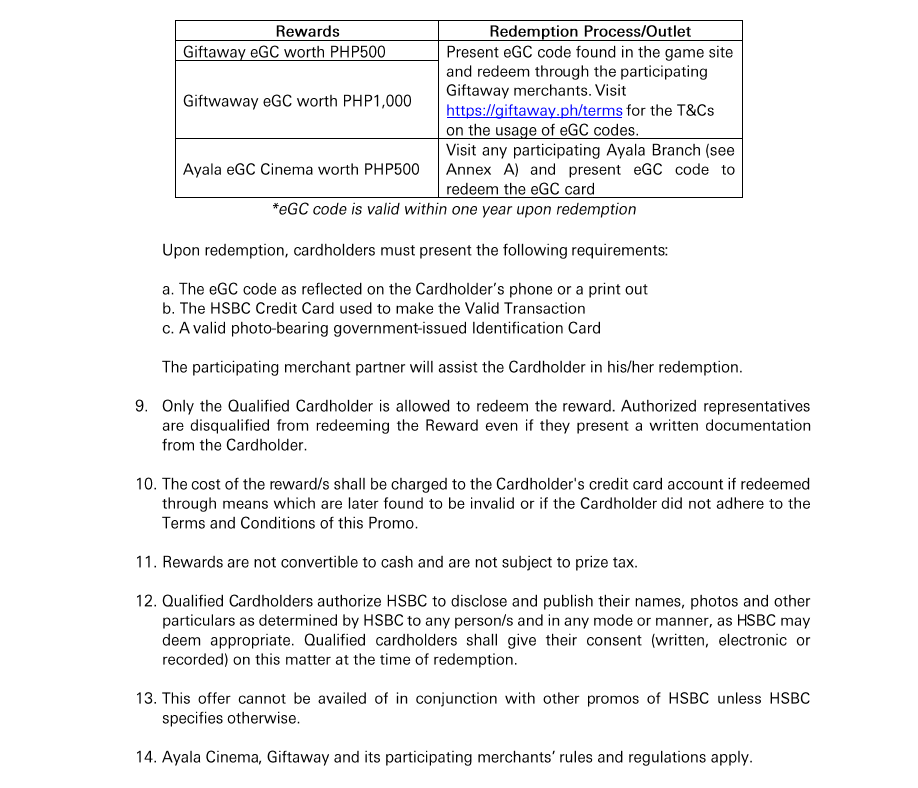 Rewards
Redemption Process/Outlet
Giftaway eGC worth PHP500
Giftwaway eGC worth PHP1,000
Present eGC code found in the game site
and redeem through the participating
Giftaway merchants. Visit
https://giftaway.ph/terms for the T&Cs
on the usage of eGC codes.
Ayala eGC Cinema worth PHP500
Visit any participating Ayala Branch (see
Annex A) and present eGC code to
redeem the eGC card
*eGC code is valid within one year upon redemption
Upon redemption, cardholders must present the following requirements:
a. The eGC code as reflected on the Cardholder's phone or a print out
b. The HSBC Credit Card used to make the Valid Transaction
c. A valid photo-bearing government-issued Identification Card
The participating merchant partner will assist the Cardholder in his/her redemption.
9. Only the Qualified Cardholder is allowed to redeem the reward. Authorized representatives
are disqualified from redeeming the Reward even if they present a written documentation
from the Cardholder.
10. The cost of the reward/s shall be charged to the Cardholder's credit card account if redeemed
through means which are later found to be invalid or if the Cardholder did not adhere to the
Terms and Conditions of this Promo.
11. Rewards are not convertible to cash and are not subject to prize tax.
12. Qualified Cardholders authorize HSBC to disclose and publish their names, photos and other
particulars as determined by HSBC to any person/s and in any mode or manner, as HSBC may
deem appropriate. Qualified cardholders shall give their consent (written, electronic or
recorded) on this matter at the time of redemption.
13. This offer cannot be availed of in conjunction with other promos of HSBC unless HSBC
specifies otherwise.
14. Ayala Cinema, Giftaway and its participating merchants' rules and regulations apply.